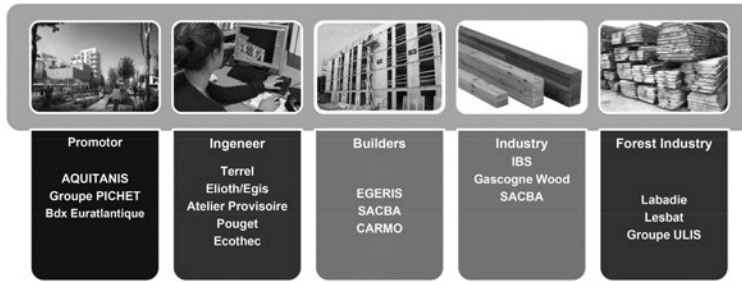 Promotor
AQUITANIS
Groupe PICHET
Bdx Euratlantique
Ingeneer
Terrel
Elioth/Egis
Atelier Provisoire
Pouget
Ecothec
Builders
EGERIS
SACBA
CARMO
Industry
IBS
Gascogne Wood
SACBA
Forest Industry
Labadie
Lesbat
Groupe ULIS